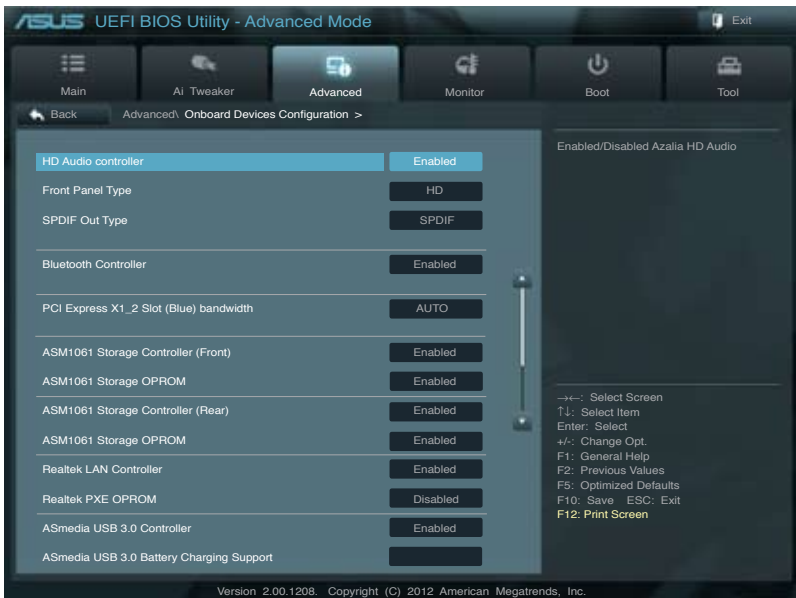 ASUS UEFI BIOS Utility - Advanced Mode
Exit
Main
Ai Tweaker
Advanced
Monitor
Boot
Tool
Back
Advanced\ Onboard Devices Configuration >
HD Audio controller Enabled
Front Panel Type HD
SPDIF Out Type SPDIF
Bluetooth Controller Enabled
PCI Express X1_2 Slot (Blue) bandwidth AUTO
ASM1061 Storage Controller (Front) Enabled
ASM1061 Storage OPROM Enabled
ASM1061 Storage Controller (Rear) Enabled
ASM1061 Storage OPROM Enabled
Realtek LAN Controller Enabled
Realtek PXE OPROM Disabled
ASmedia USB 3.0 Controller Enabled
ASmedia USB 3.0 Battery Charging Support
Enabled/Disabled Azalia HD Audio
→←: Select Screen
↑↓: Select Item
Enter: Select
+/-: Change Opt.
F1: General Help
F2: Previous Values
F5: Optimized Defaults
F10: Save ESC: Exit
F12: Print Screen
Version 2.00.1208. Copyright (C) 2012 American Megatrends, Inc.